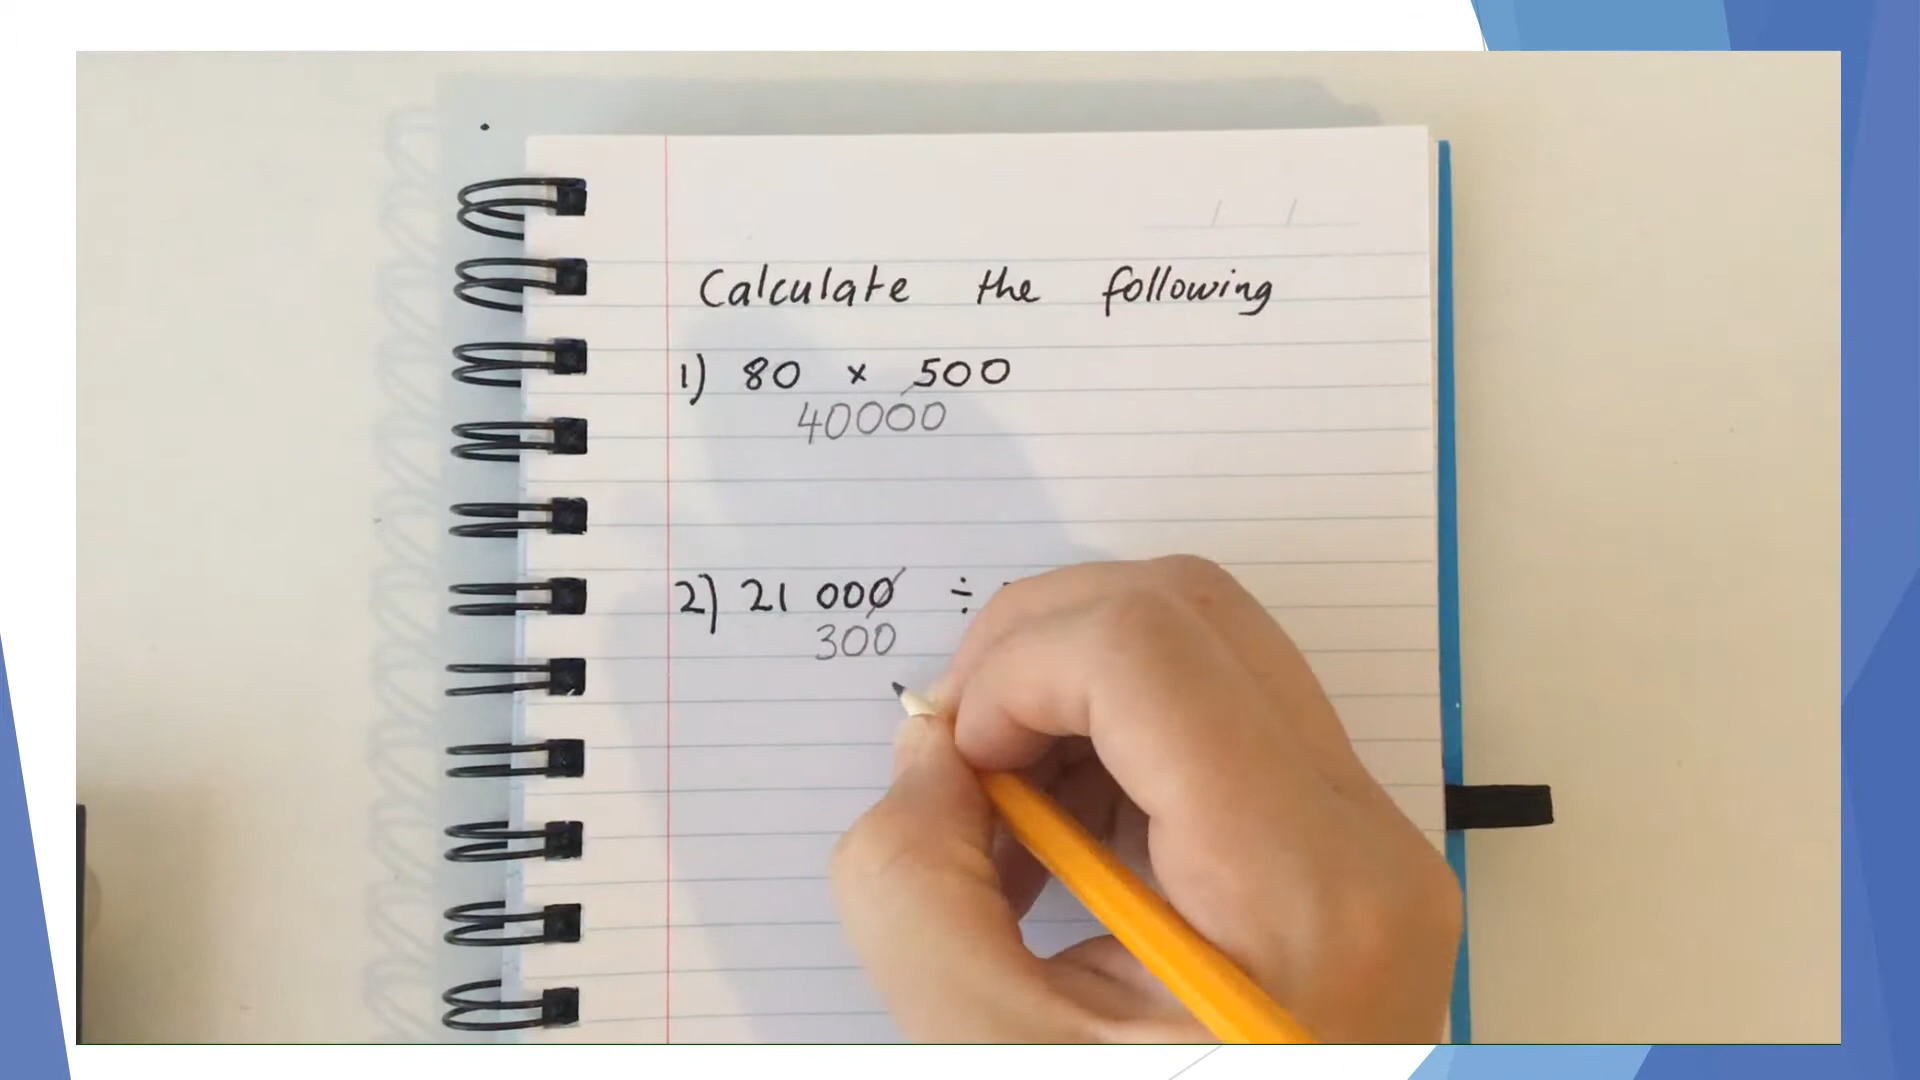 Calculate the following
1) 80 × 500
40000
2) 21 000 ÷
300